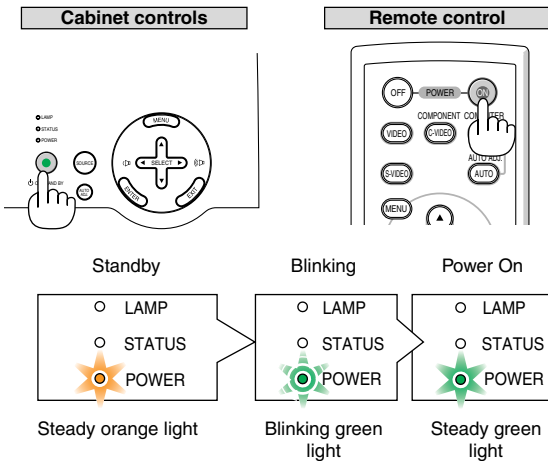 Cabinet controls
Remote control
LAMP
STATUS
POWER
SOURCE
AUTO
ADJ.
MENU
SELECT
ENTER
EXIT
OFF
POWER
ON
COMPONENT
VIDEO
C-VIDEO
S-VIDEO
AUTO ADJ.
AUTO
MENU
Standby
Blinking
Power On
LAMP
STATUS
POWER
LAMP
STATUS
POWER
LAMP
STATUS
POWER
Steady orange light
Blinking green
light
Steady green
light